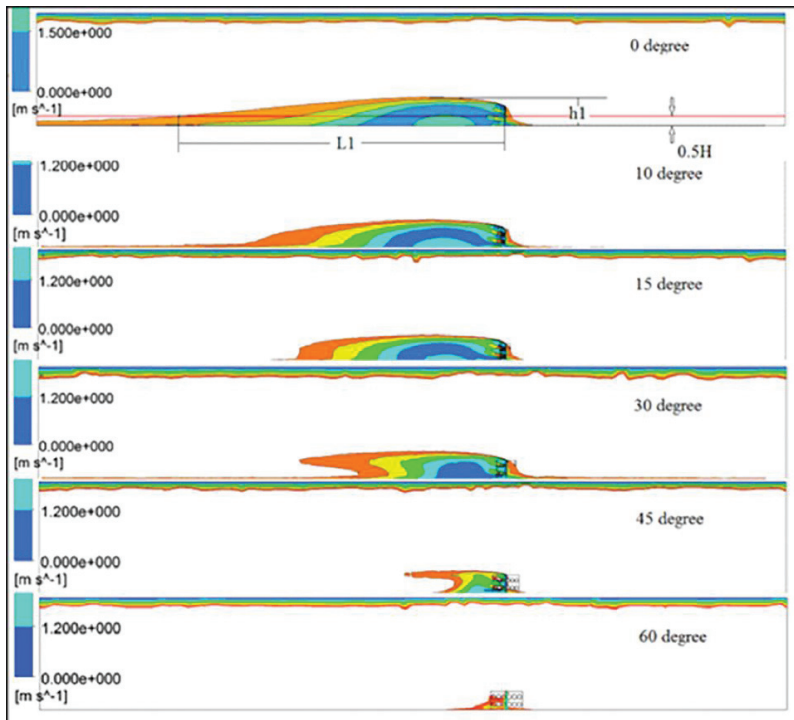 1.500e+000
0 degree
0.000e+000
[m s^-1]
h1
L1
0.5H
1.200e+000
10 degree
0.000e+000
[m s^-1]
15 degree
1.200e+000
0.000e+000
[m s^-1]
30 degree
1.200e+000
0.000e+000
[m s^-1]
45 degree
1.200e+000
0.000e+000
[m s^-1]
60 degree
1.200e+000
0.000e+000
[m s^-1]